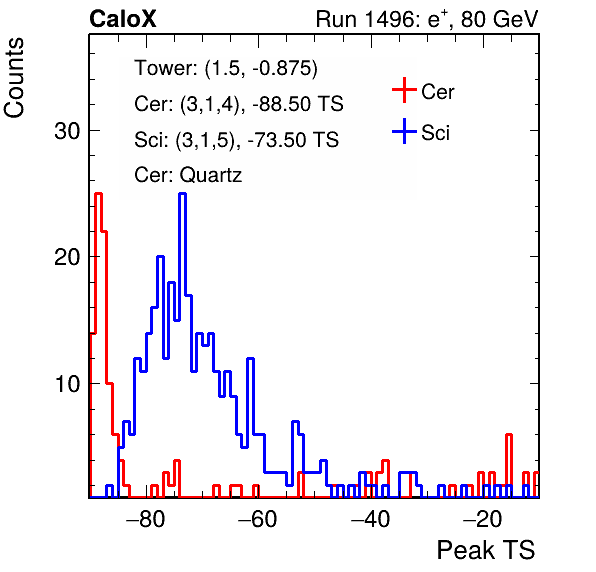 CaloX Run 1496: e⁺, 80 GeV
Counts
Tower: (1.5, -0.875)
Cer: (3,1,4), -88.50 TS
Sci: (3,1,5), -73.50 TS
Cer: Quartz
Cer
Sci
30
20
10
−80 −60 −40 −20
Peak TS